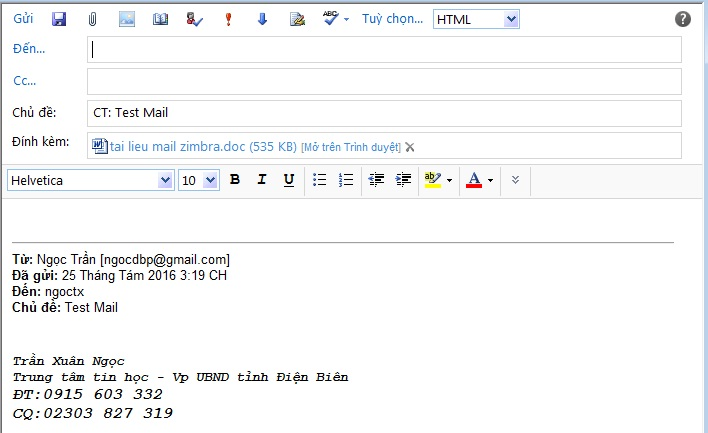 Gửi ABC Tuỳ chọn... HTML ?
Đến...
Cc...
Chủ đề: CT: Test Mail
Đính kèm: tai lieu mail zimbra.doc (535 KB) [Mở trên Trình duyệt]
Helvetica 10 B I U ab A
Từ: Ngọc Trần [ngocdbp@gmail.com]
Đã gửi: 25 Tháng Tám 2016 3:19 CH
Đến: ngoctx
Chủ đề: Test Mail
Trần Xuân Ngọc
Trung tâm tin học - Vp UBND tỉnh Điện Biên
ĐT:0915 603 332
CQ:02303 827 319